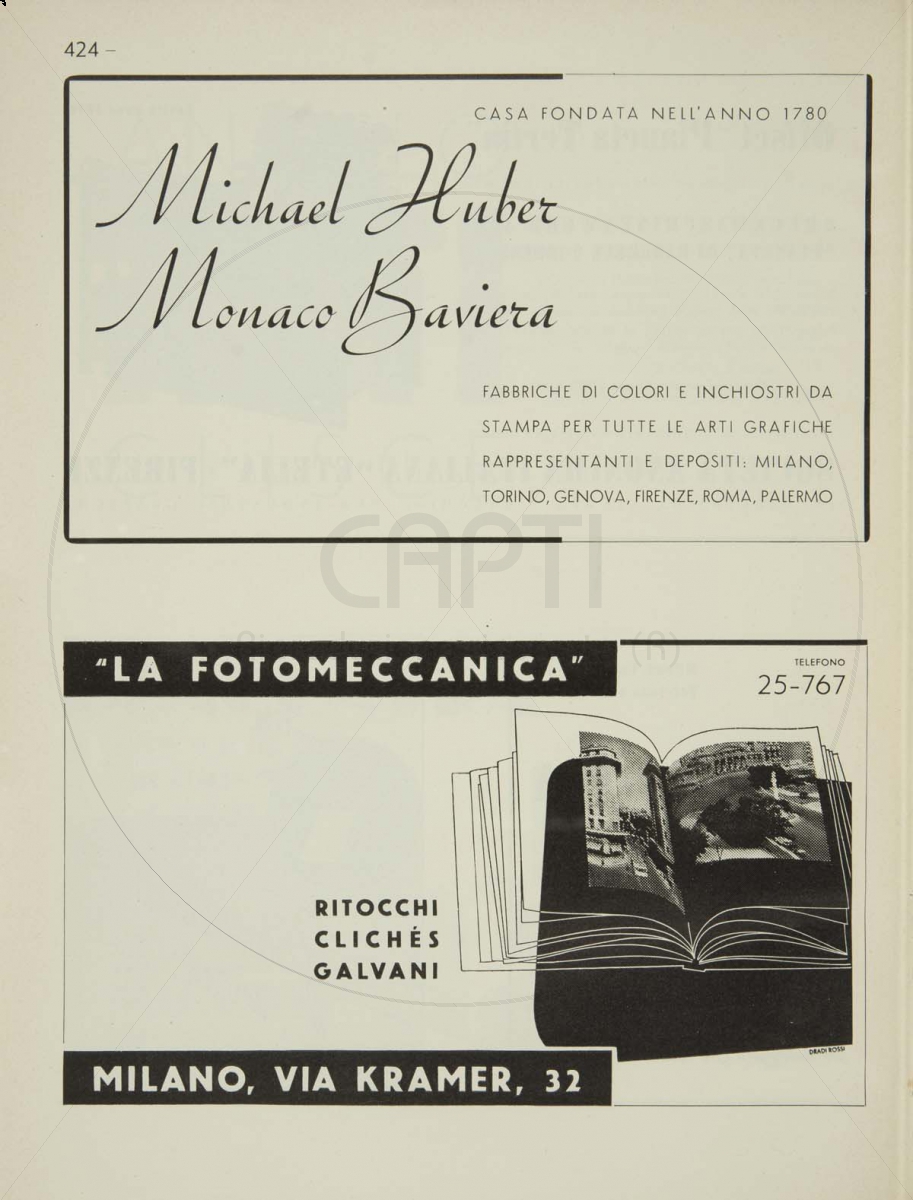 424 –
CASA FONDATA NELL'ANNO 1780
Michael Huber
Monaco Baviera
FABBRICHE DI COLORI E INCHIOSTRI DA
STAMPA PER TUTTE LE ARTI GRAFICHE
RAPPRESENTANTI E DEPOSITI: MILANO,
TORINO, GENOVA, FIRENZE, ROMA, PALERMO
CAPTI
"LA FOTOMECCANICA"
TELEFONO
25-767
RITOCCHI
CLICHÉS
GALVANI
DRADI ROSSI
MILANO, VIA KRAMER, 32